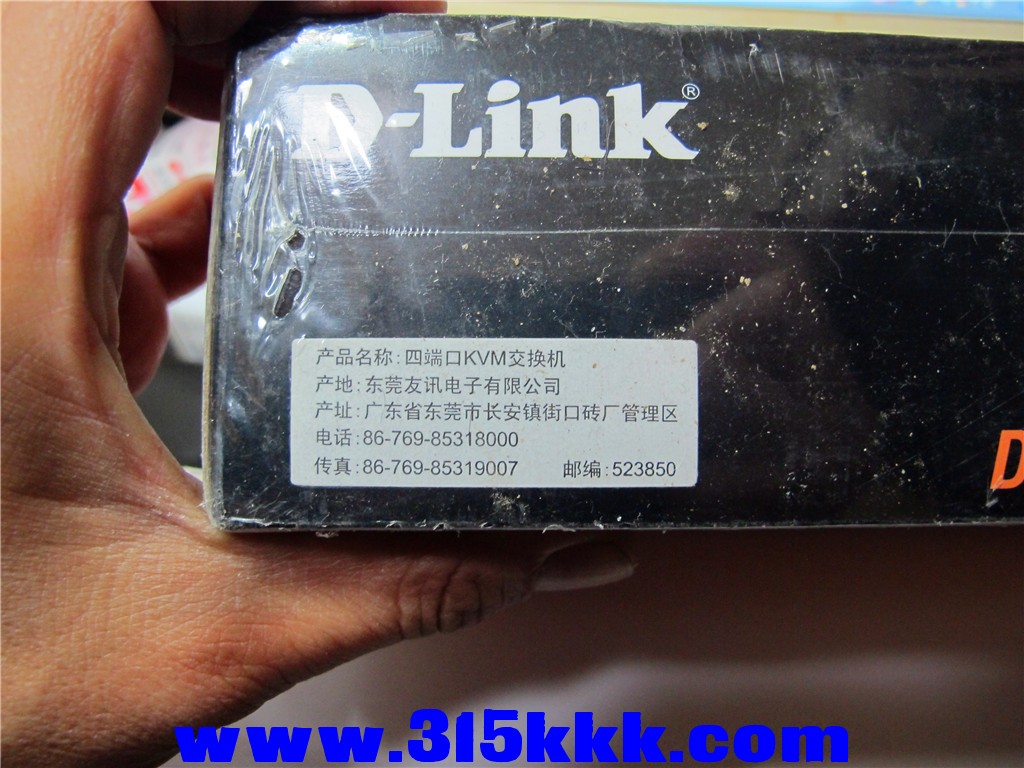 D-Link®
产品名称:四端口KVM交换机
产地:东莞友讯电子有限公司
产址:广东省东莞市长安镇街口砖厂管理区
电话:86-769-85318000
传真:86-769-85319007 邮编:523850
D
www.315kkk.com